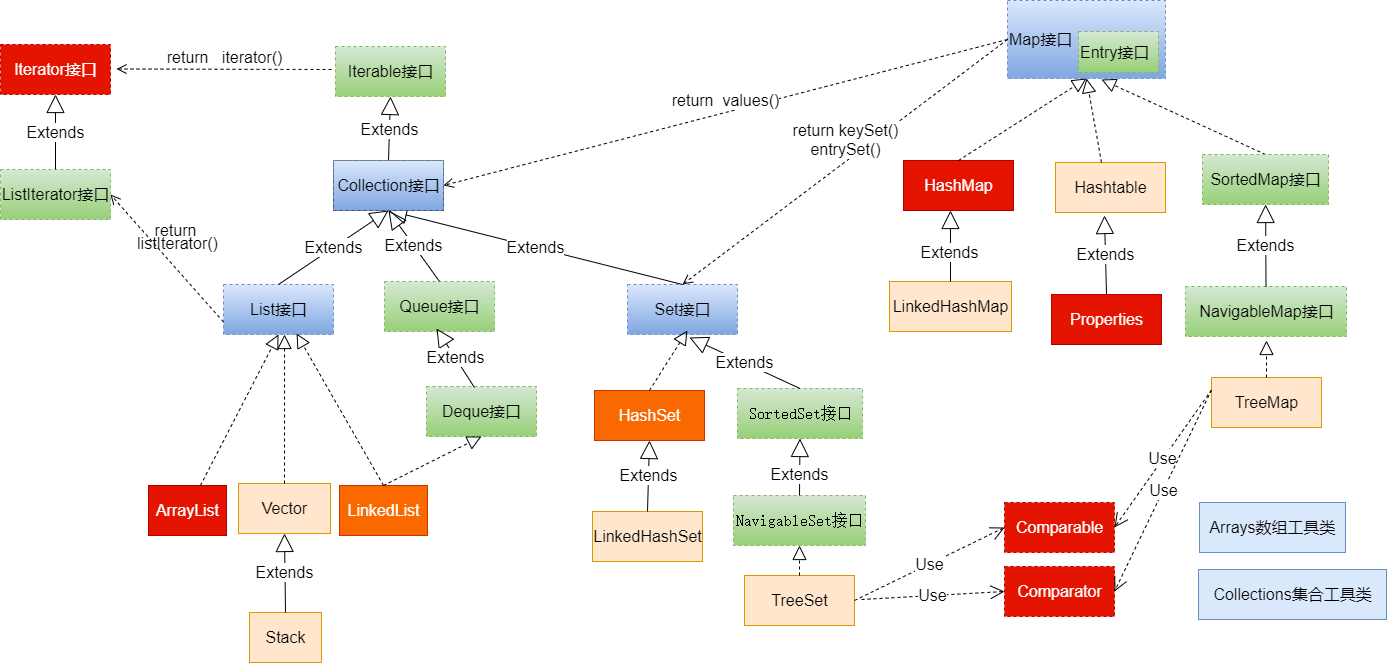 Map接口
Entry接口
Iterator接口
return iterator()
Iterable接口
return values()
Extends
Extends
return keySet()
entrySet()
ListIterator接口
Collection接口
HashMap
Hashtable
SortedMap接口
return
listIterator()
Extends
Extends
Extends
Extends
Extends
Extends
List接口
Queue接口
Set接口
LinkedHashMap
Properties
NavigableMap接口
Extends
Extends
Deque接口
HashSet
SortedSet接口
TreeMap
Extends
Extends
Use
Use
ArrayList
Vector
LinkedList
LinkedHashSet
NavigableSet接口
Comparable
Arrays数组工具类
Extends
Use
Use
TreeSet
Comparator
Collections集合工具类
Stack